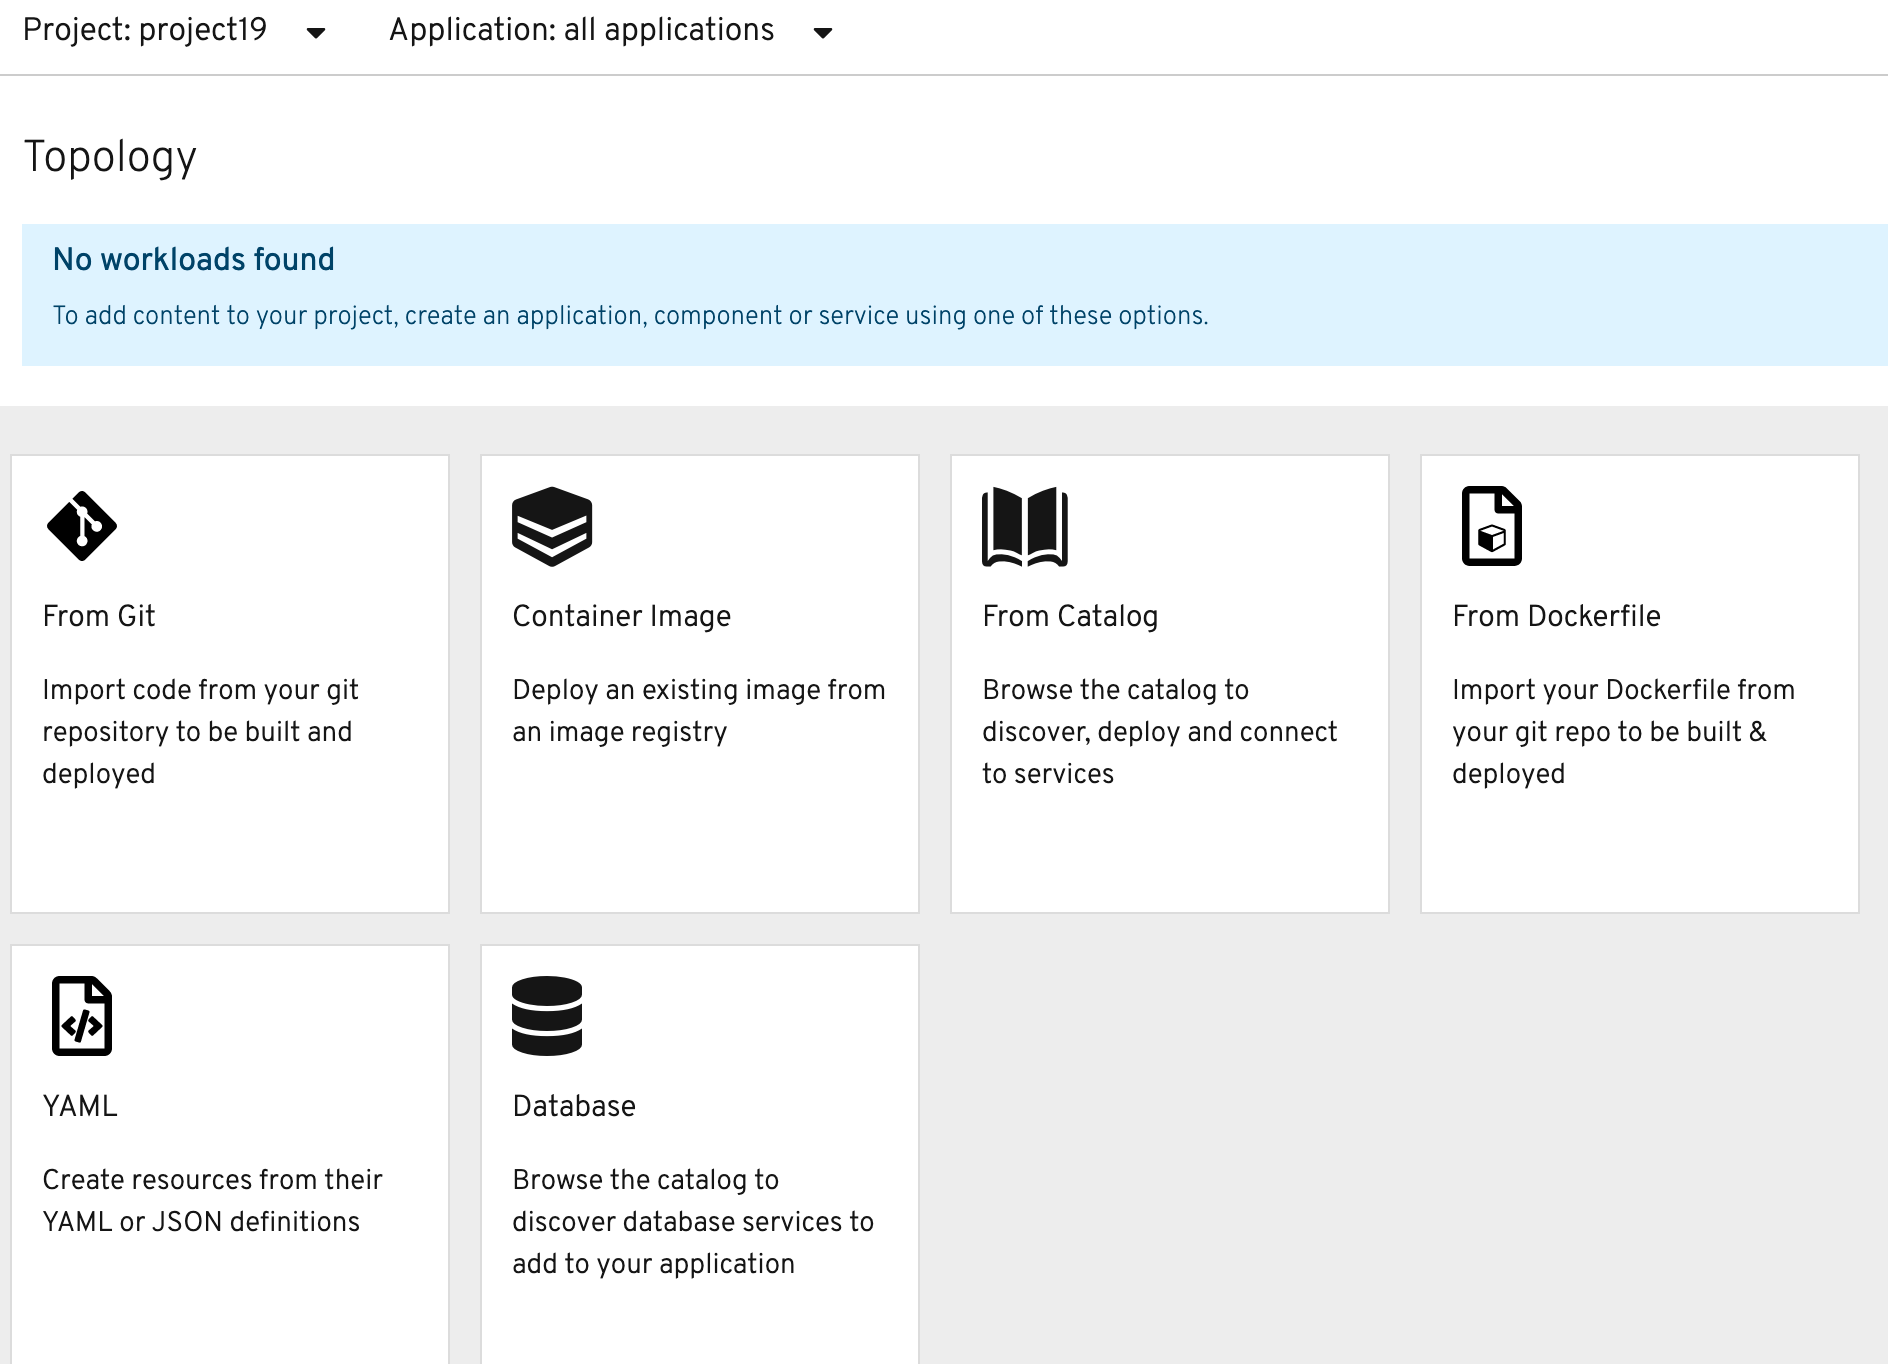 Project: project19
Application: all applications
Topology
No workloads found
To add content to your project, create an application, component or service using one of these options.
From Git
Import code from your git
repository to be built and
deployed
Container Image
Deploy an existing image from
an image registry
From Catalog
Browse the catalog to
discover, deploy and connect
to services
From Dockerfile
Import your Dockerfile from
your git repo to be built &
deployed
YAML
Create resources from their
YAML or JSON definitions
Database
Browse the catalog to
discover database services to
add to your application